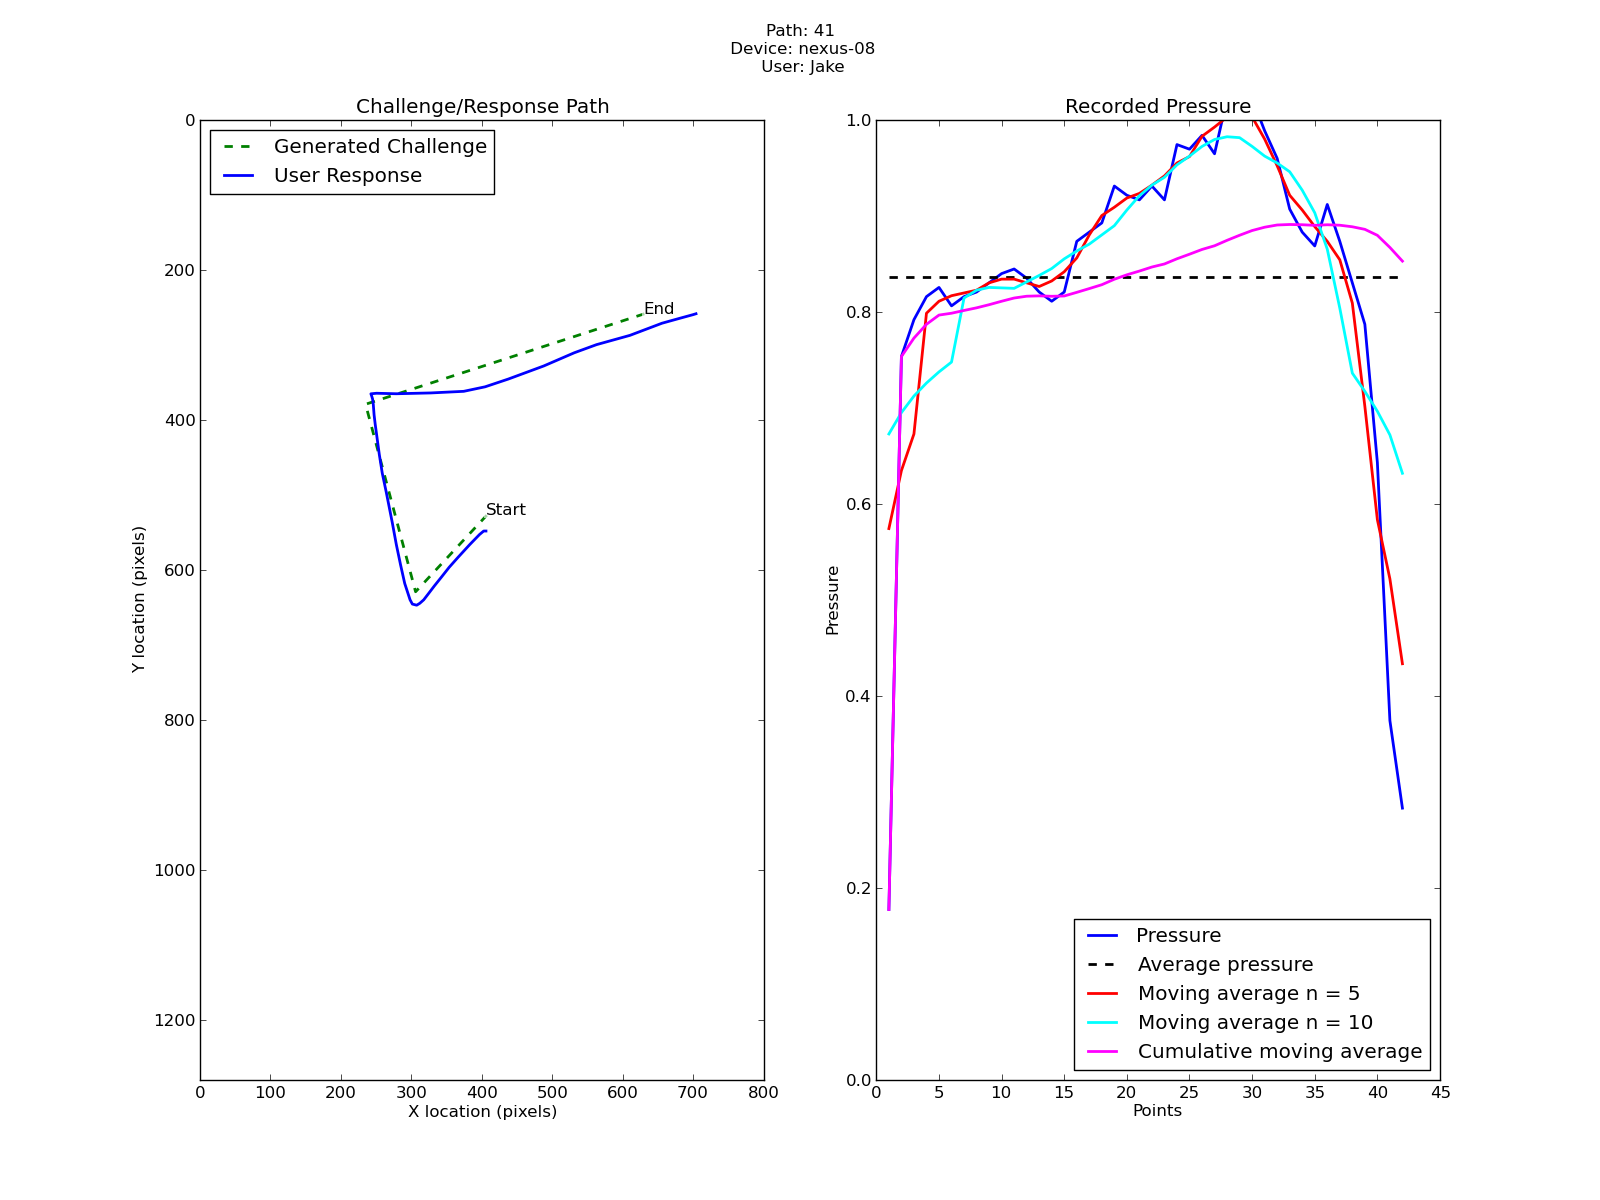 Path: 41
Device: nexus-08
User: Jake
Challenge/Response Path
Generated Challenge
User Response
End
Start
0
200
400
600
800
1000
1200
Y location (pixels)
0 100 200 300 400 500 600 700 800
X location (pixels)
Recorded Pressure
1.0
0.8
0.6
0.4
0.2
0.0
Pressure
Pressure
Average pressure
Moving average n = 5
Moving average n = 10
Cumulative moving average
0 5 10 15 20 25 30 35 40 45
Points